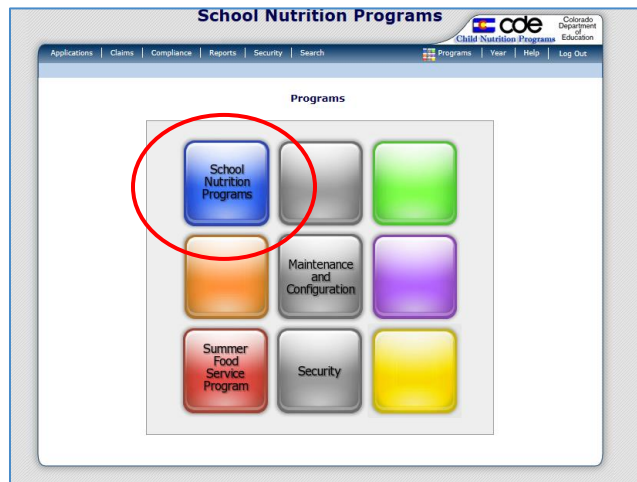 School Nutrition Programs
cde
Child Nutrition Programs
Colorado
Department
of
Education
Applications | Claims | Compliance | Reports | Security | Search
Programs | Year | Help | Log Out
Programs
School
Nutrition
Programs
Maintenance
and
Configuration
Summer
Food
Service
Program
Security